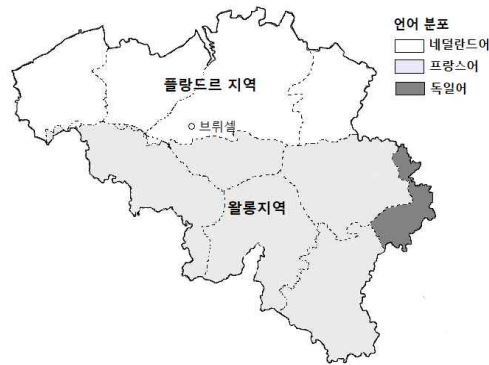 언어 분포
네덜란드어
프랑스어
독일어
플랑드르 지역
브뤼셀
왈롱지역